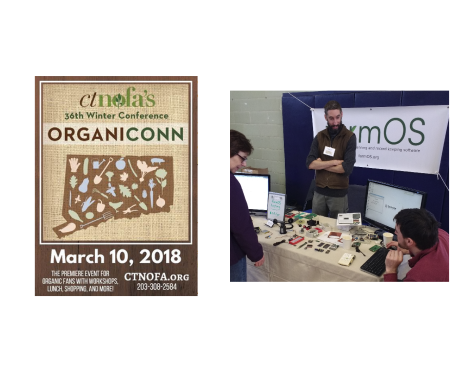 ctnofa's
36th Winter Conference
ORGANICONN
March 10, 2018
THE PREMIERE EVENT FOR
ORGANIC FANS WITH WORKSHOPS,
LUNCH, SHOPPING, AND MORE!
CTNOFA.ORG
203-308-2584
rmOS